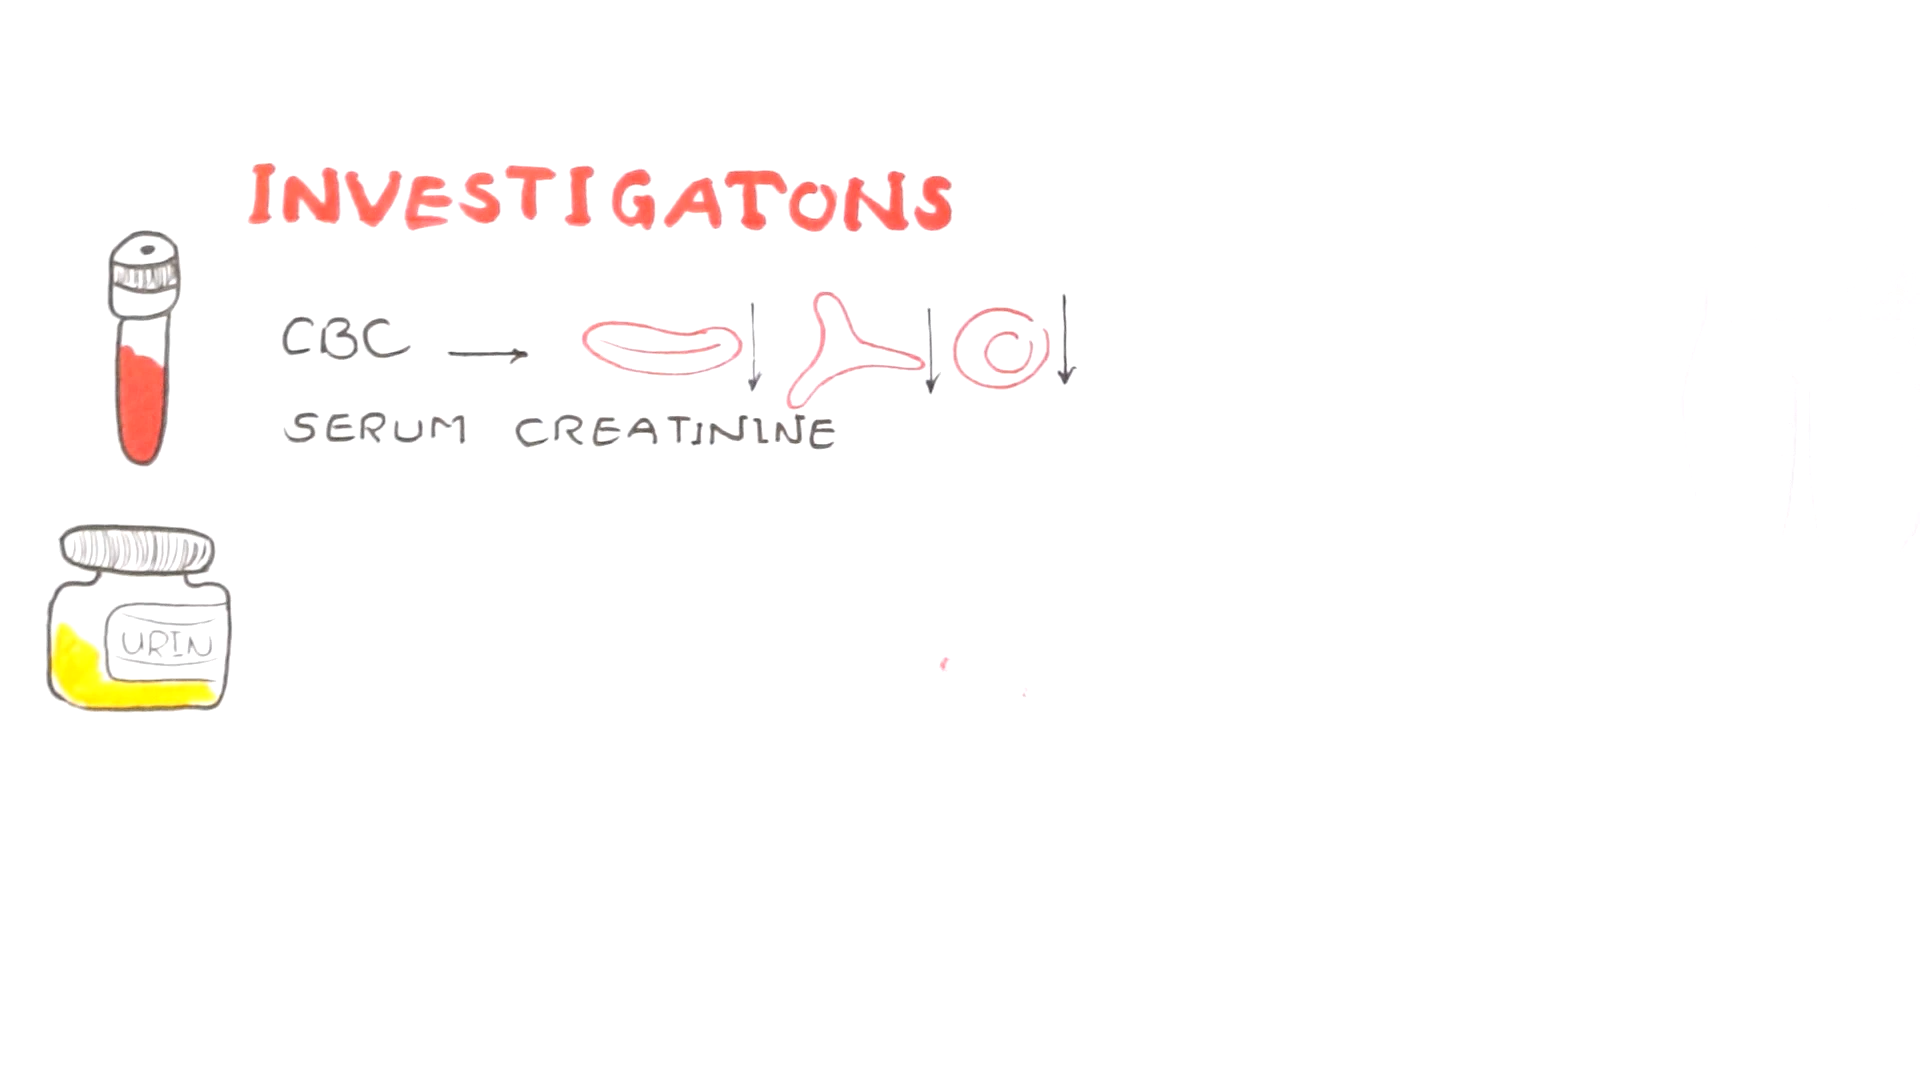 INVESTIGATONS
CBC → ↓ ↓ ↓
SERUM CREATININE
URIN